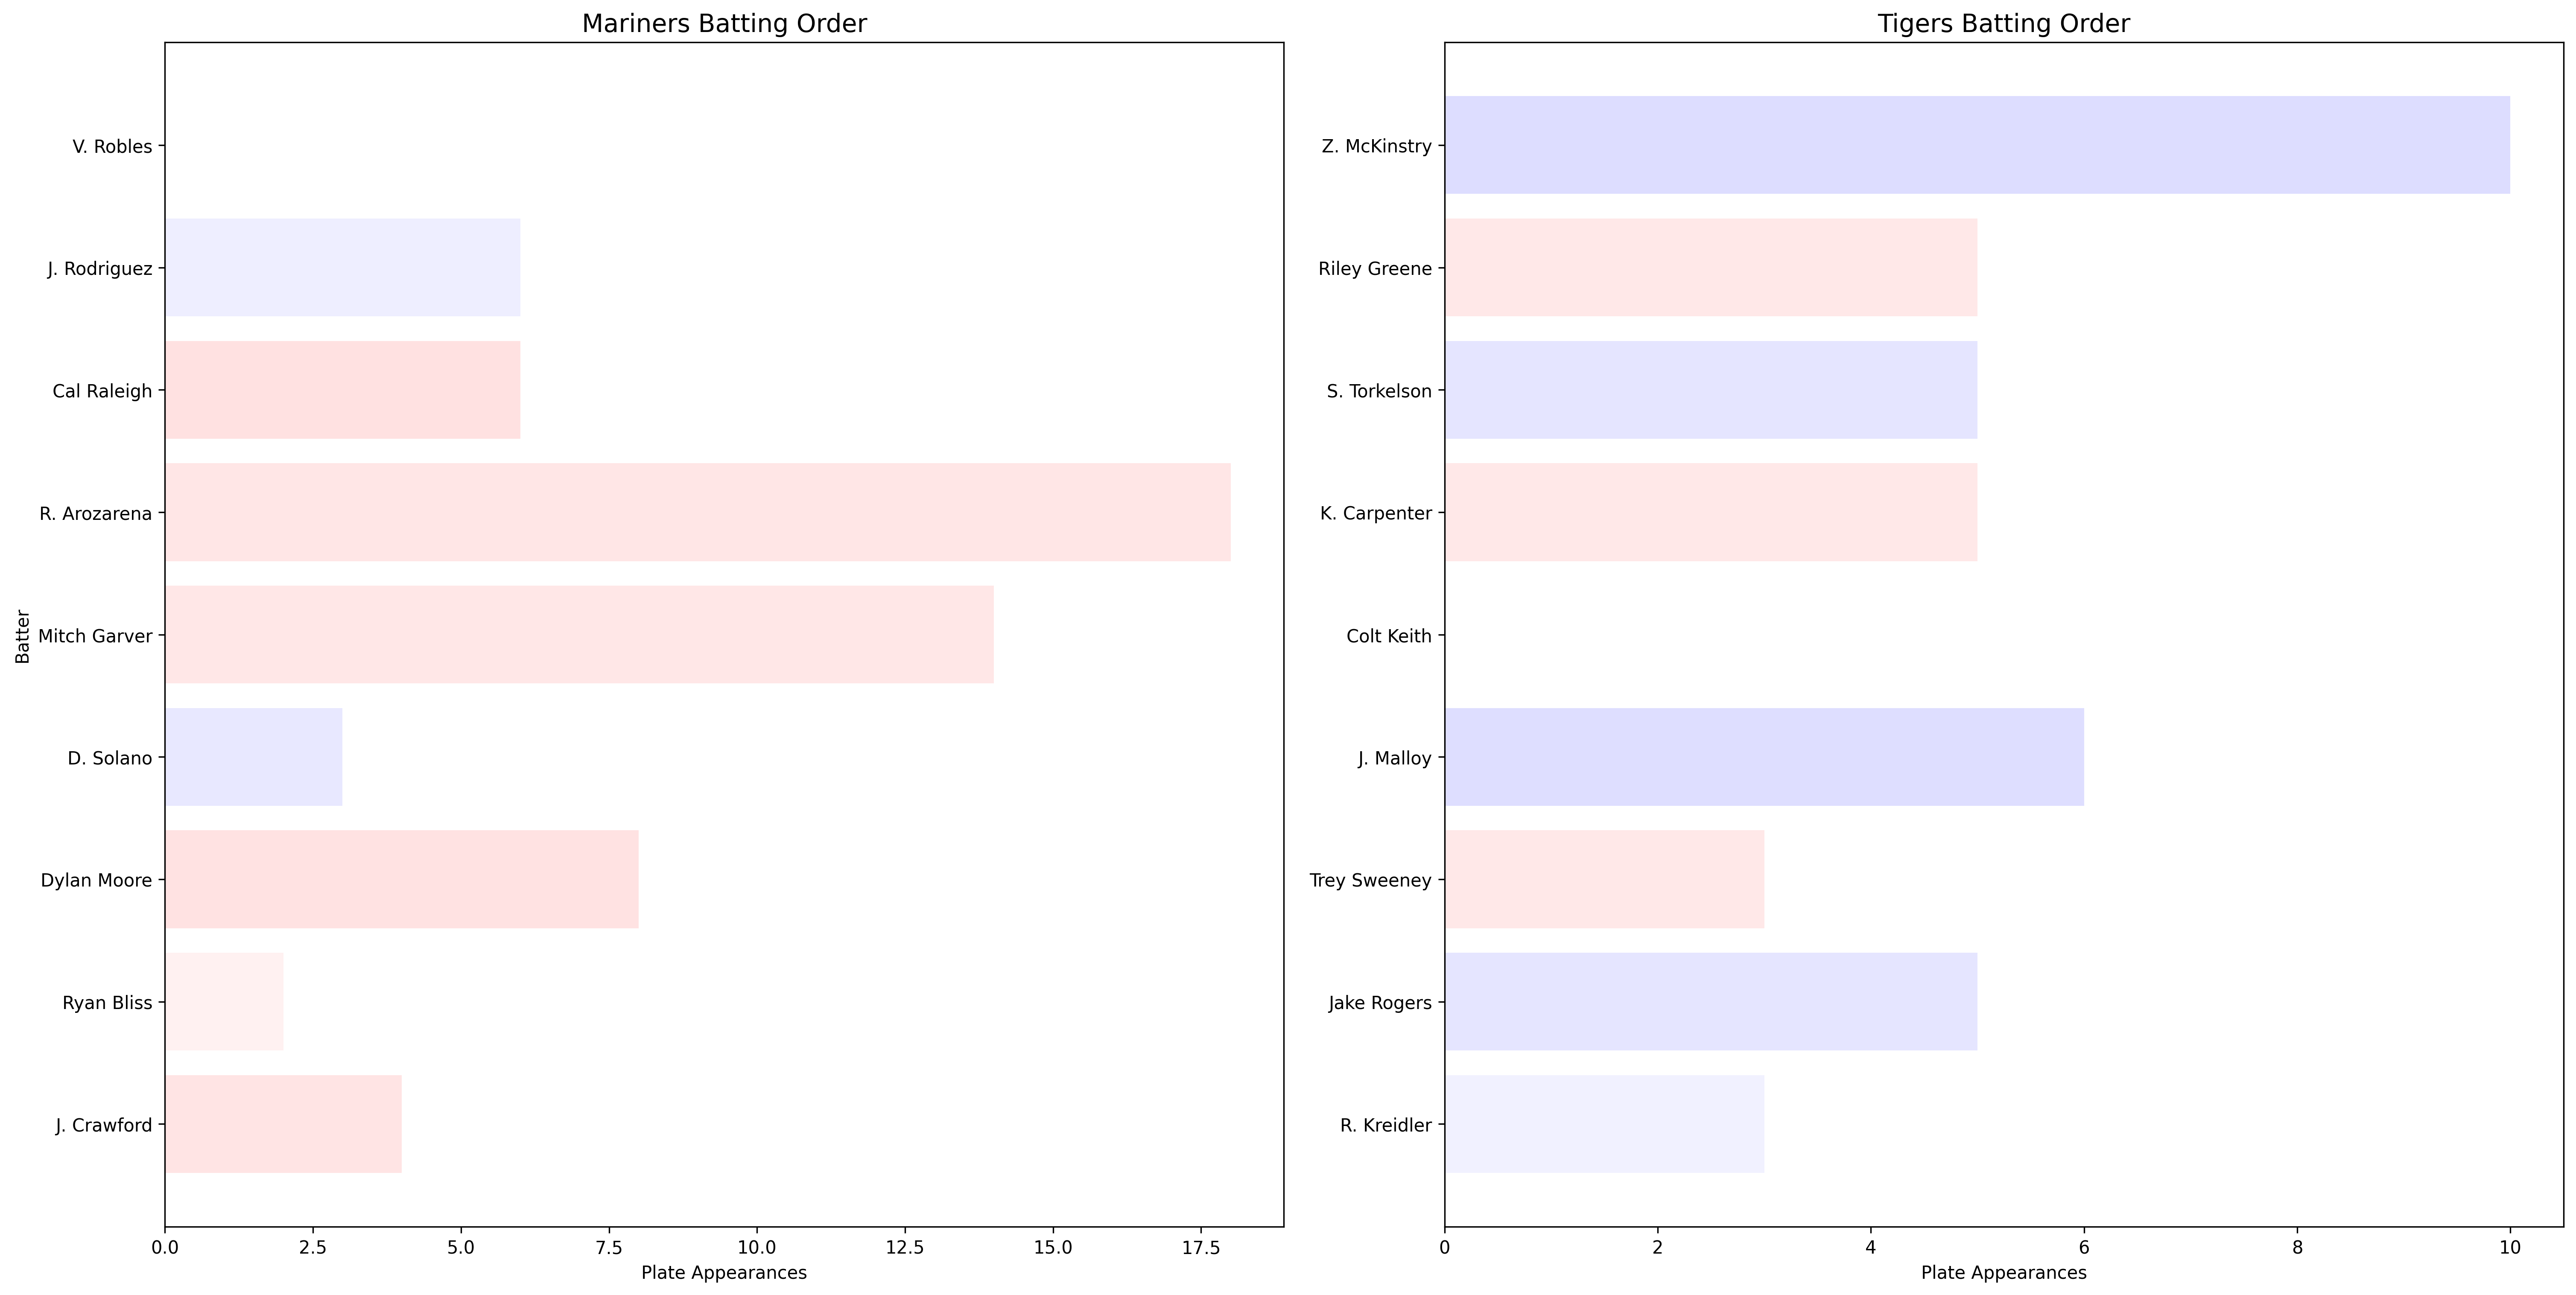 Mariners Batting Order
Batter
V. Robles
J. Rodriguez
Cal Raleigh
R. Arozarena
Mitch Garver
D. Solano
Dylan Moore
Ryan Bliss
J. Crawford
0.0 2.5 5.0 7.5 10.0 12.5 15.0 17.5
Plate Appearances
Tigers Batting Order
Z. McKinstry
Riley Greene
S. Torkelson
K. Carpenter
Colt Keith
J. Malloy
Trey Sweeney
Jake Rogers
R. Kreidler
0 2 4 6 8 10
Plate Appearances